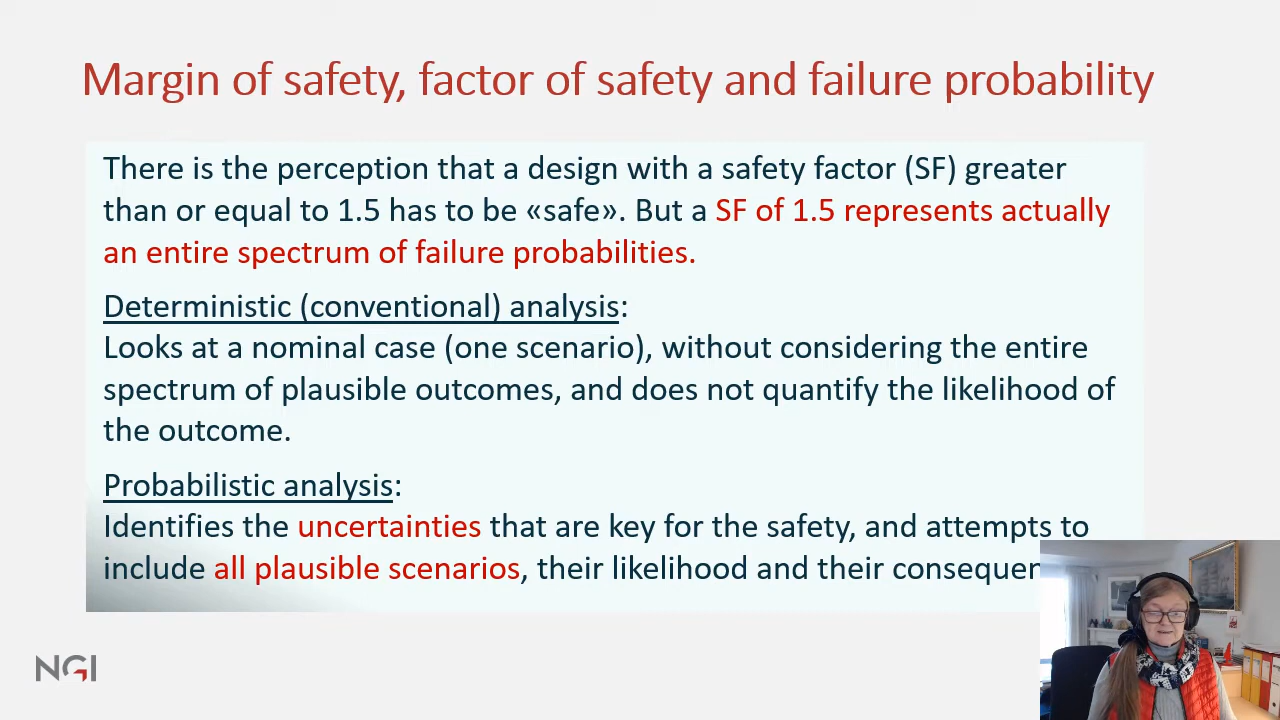 Margin of safety, factor of safety and failure probability
There is the perception that a design with a safety factor (SF) greater
than or equal to 1.5 has to be «safe». But a SF of 1.5 represents actually
an entire spectrum of failure probabilities.
Deterministic (conventional) analysis:
Looks at a nominal case (one scenario), without considering the entire
spectrum of plausible outcomes, and does not quantify the likelihood of
the outcome.
Probabilistic analysis:
Identifies the uncertainties that are key for the safety, and attempts to
include all plausible scenarios, their likelihood and their consequen
NGI